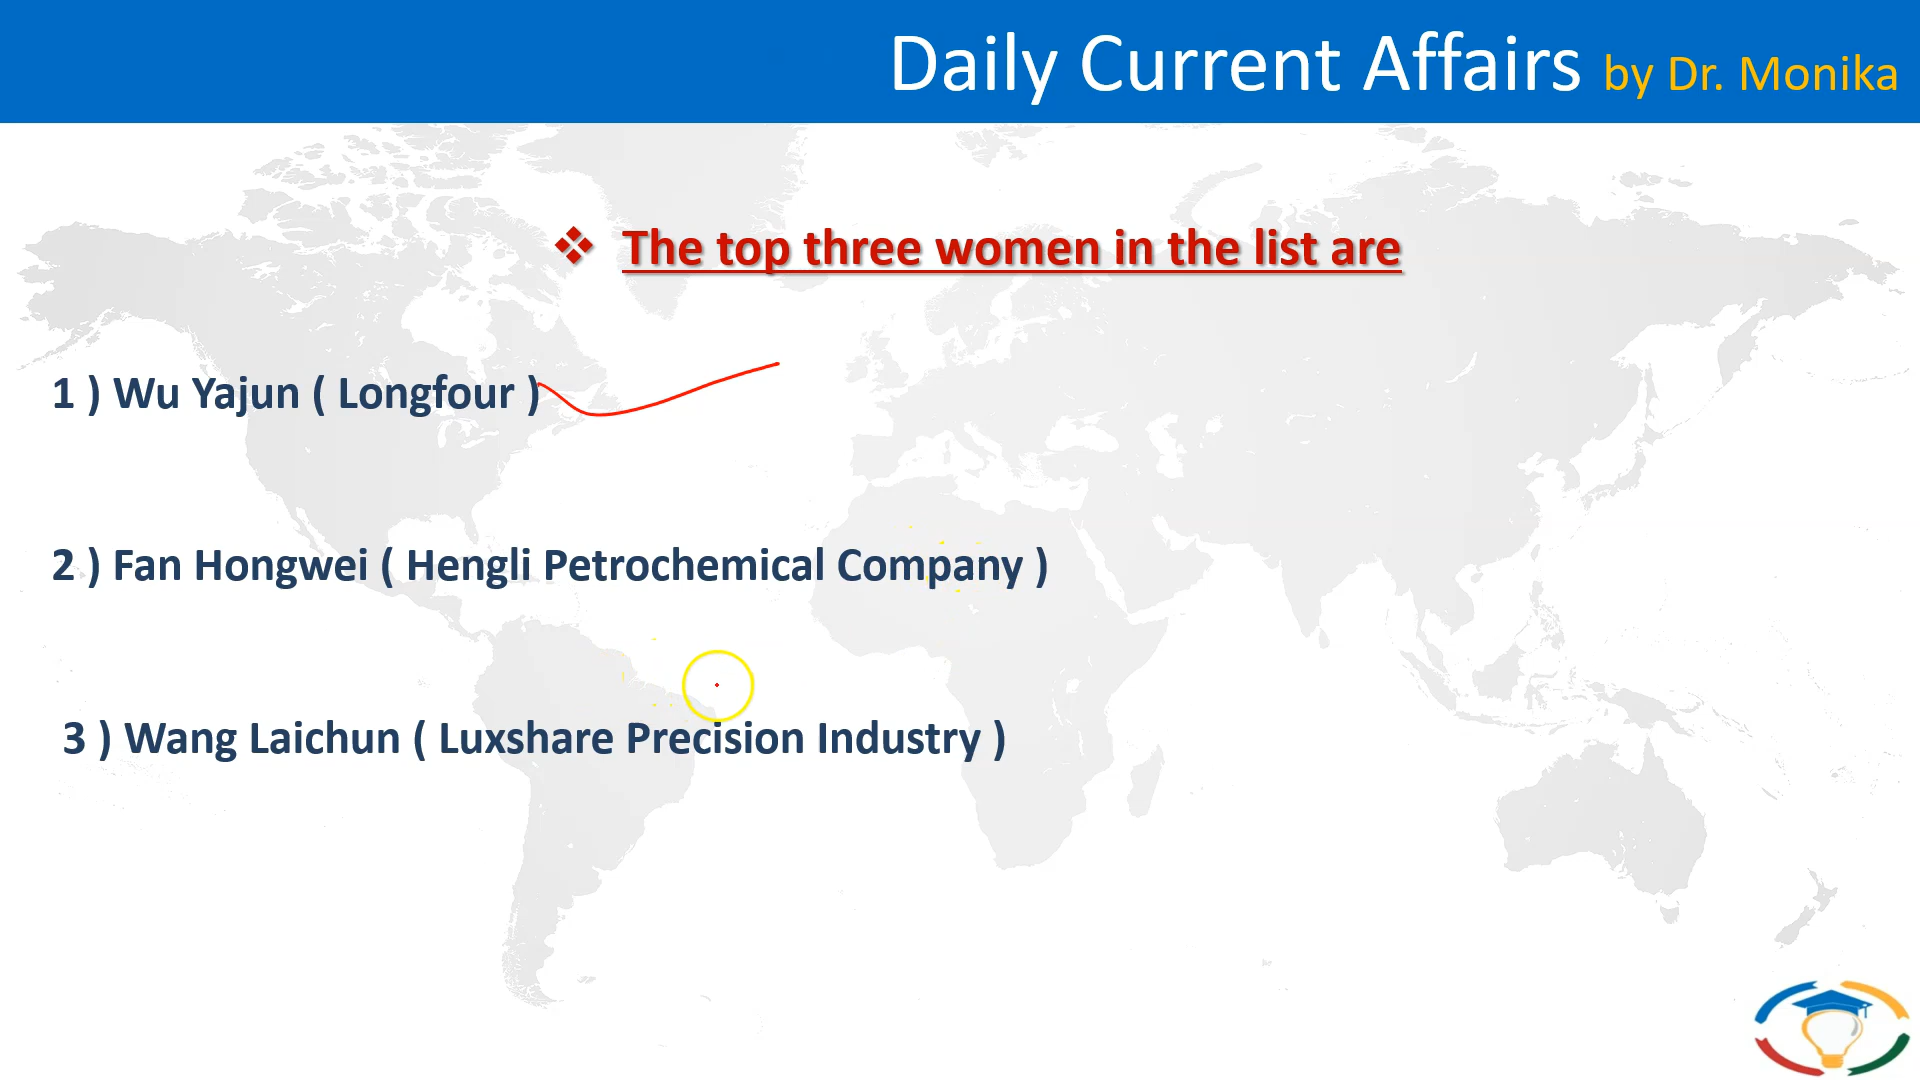 Daily Current Affairs by Dr. Monika
❖ The top three women in the list are
1 ) Wu Yajun ( Longfour )
2 ) Fan Hongwei ( Hengli Petrochemical Company )
3 ) Wang Laichun ( Luxshare Precision Industry )